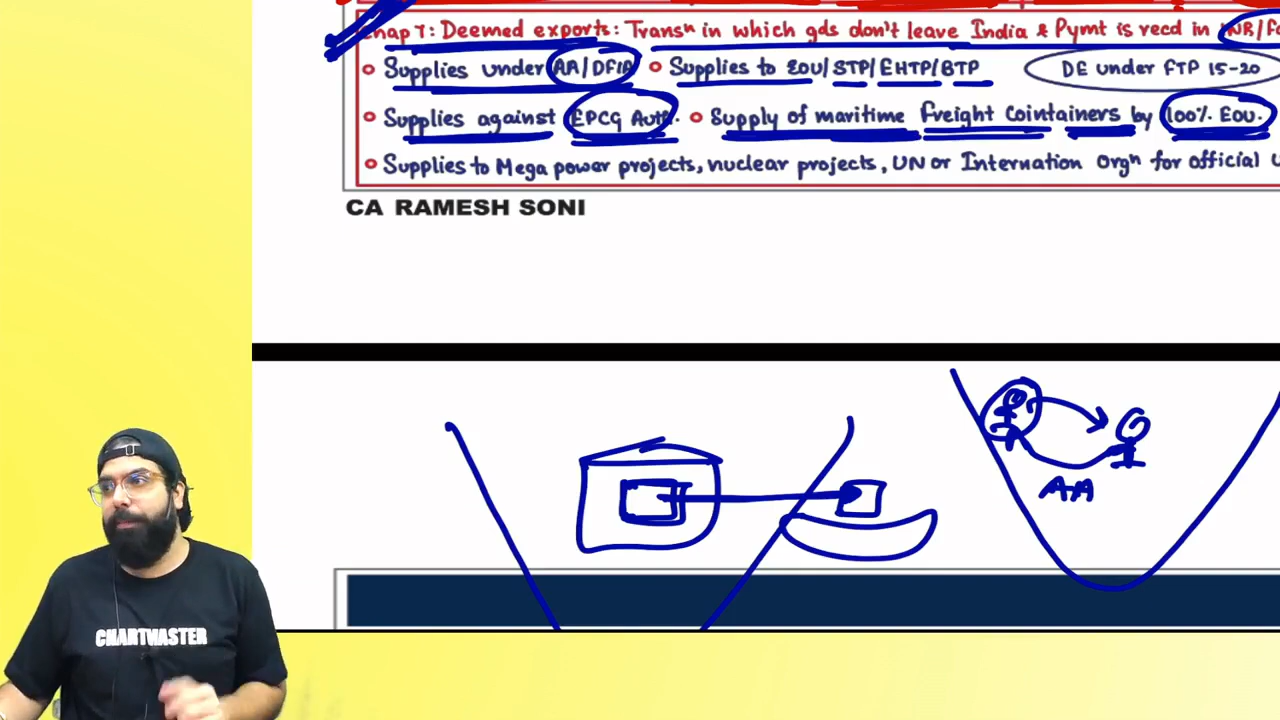 Chap 7: Deemed exports: Transⁿ in which gds don't leave India & Pymt is recd in INR/
Supplies under AA/DFIA Supplies to EOU/STP/EHTP/BTP DE under FTP 15-20
Supplies against EPCG Auth. Supply of maritime Freight Cointainers by 100% EOU.
Supplies to Mega power projects, nuclear projects, UN or Internation Orgⁿ for official
CA RAMESH SONI
AA
CHARTMASTER